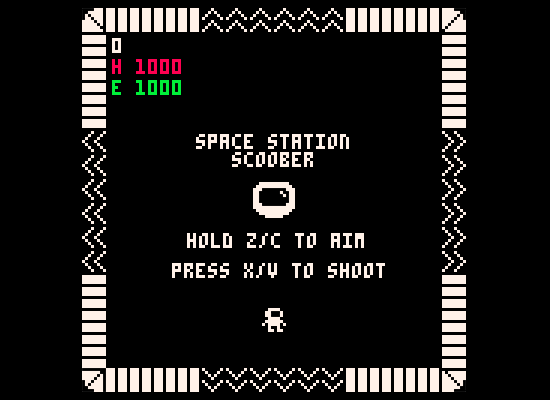 0
H 1000
E 1000
SPACE STATION
SCOOBER
HOLD Z/C TO AIM
PRESS X/V TO SHOOT